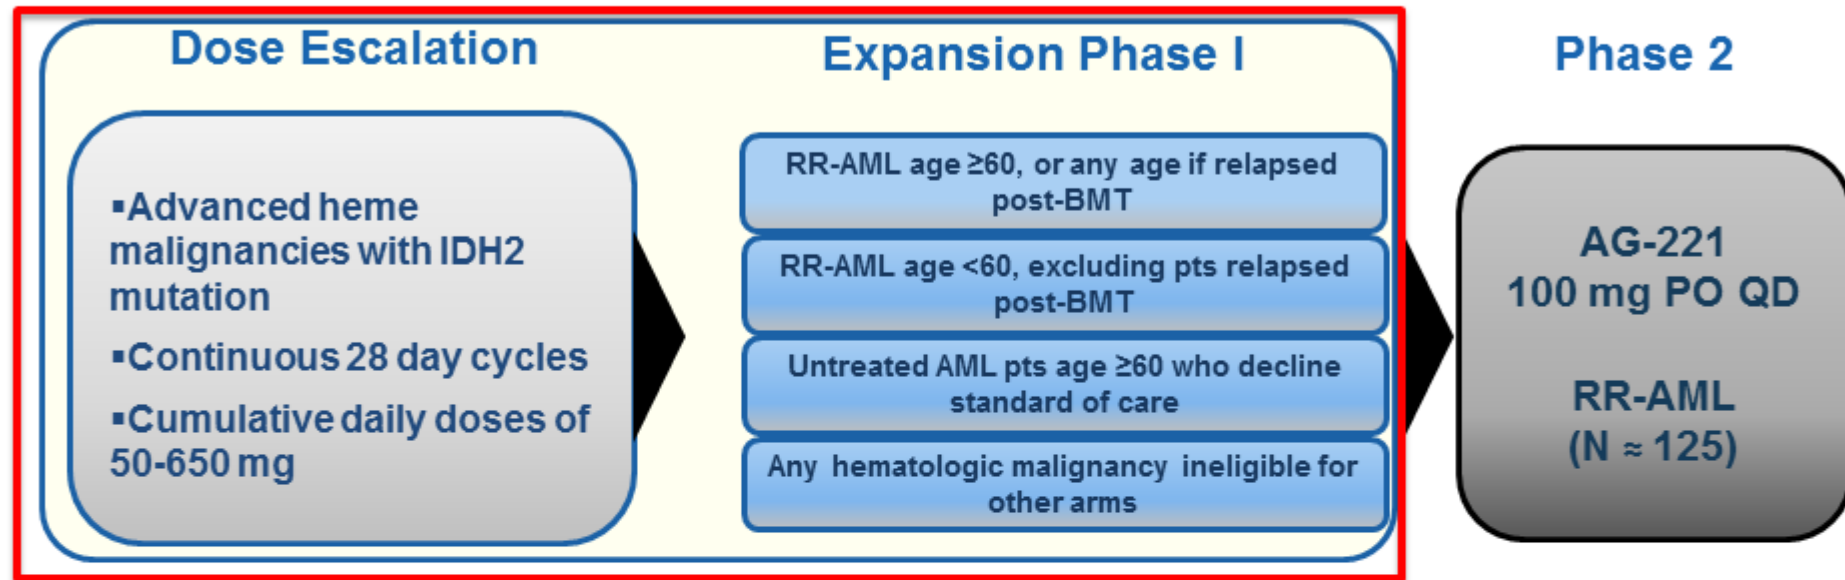 Dose Escalation
▪Advanced heme
malignancies with IDH2
mutation
▪Continuous 28 day cycles
▪Cumulative daily doses of
50-650 mg
Expansion Phase I
RR-AML age ≥60, or any age if relapsed
post-BMT
RR-AML age <60, excluding pts relapsed
post-BMT
Untreated AML pts age ≥60 who decline
standard of care
Any hematologic malignancy ineligible for
other arms
Phase 2
AG-221
100 mg PO QD
RR-AML
(N ≈ 125)